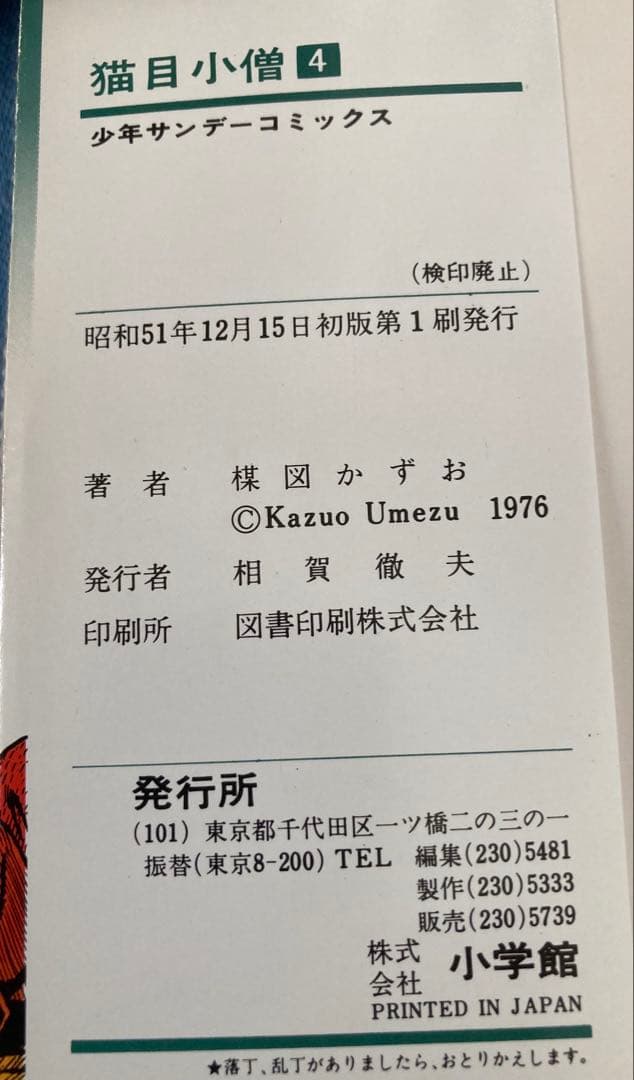 猫目小僧 4
少年サンデーコミックス
(検印廃止)
昭和51年12月15日初版第1刷発行
著者 楳図かずお
©Kazuo Umezu 1976
発行者 相賀徹夫
印刷所 図書印刷株式会社
発行所
(101) 東京都千代田区一ツ橋二の三の一
振替(東京8-200) TEL 編集(230)5481
製作(230)5333
販売(230)5739
株式会社 小学館
PRINTED IN JAPAN
★落丁、乱丁がありましたら、おとりかえします。